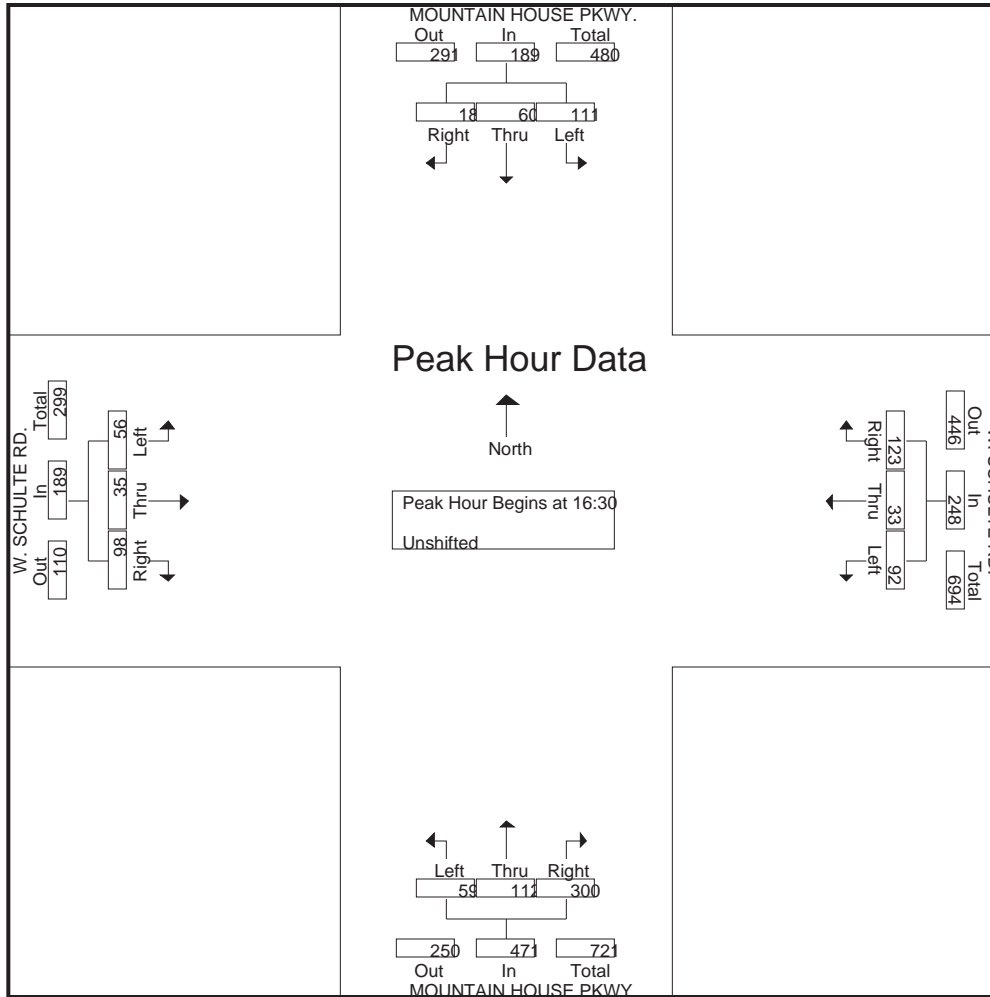 MOUNTAIN HOUSE PKWY.
Out In Total
291 189 480
18 60 111
Right Thru Left
Peak Hour Data
North
Peak Hour Begins at 16:30
Unshifted
W. SCHULTE RD.
Total In Out
299 189 110
56 35 98
Left Thru Right
Right Thru Left
123 33 92
446 248 694
Out In Total
Left Thru Right
59 112 300
250 471 721
Out In Total
MOUNTAIN HOUSE PKWY